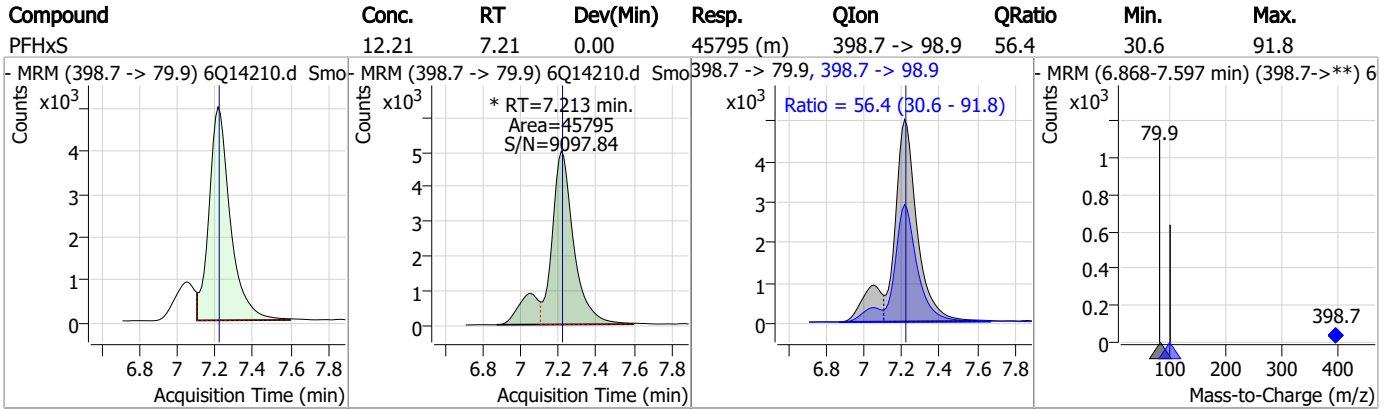 Compound Conc. RT Dev(Min) Resp. QIon QRatio Min. Max.
PFHxS 12.21 7.21 0.00 45795 (m) 398.7 -> 98.9 56.4 30.6 91.8
- MRM (398.7 -> 79.9) 6Q14210.d Smo
x10³
Counts
4
3
2
1
0
6.8 7 7.2 7.4 7.6 7.8
Acquisition Time (min)
- MRM (398.7 -> 79.9) 6Q14210.d Smo
x10³
Counts
* RT=7.213 min.
Area=45795
S/N=9097.84
5
4
3
2
1
0
6.8 7 7.2 7.4 7.6 7.8
Acquisition Time (min)
398.7 -> 79.9, 398.7 -> 98.9
x10³
Counts
Ratio = 56.4 (30.6 - 91.8)
4
3
2
1
0
6.8 7 7.2 7.4 7.6 7.8
Acquisition Time (min)
- MRM (6.868-7.597 min) (398.7->**) 6
x10³
Counts
79.9
1
0.8
0.6
0.4
0.2
398.7
0
100 200 300 400
Mass-to-Charge (m/z)